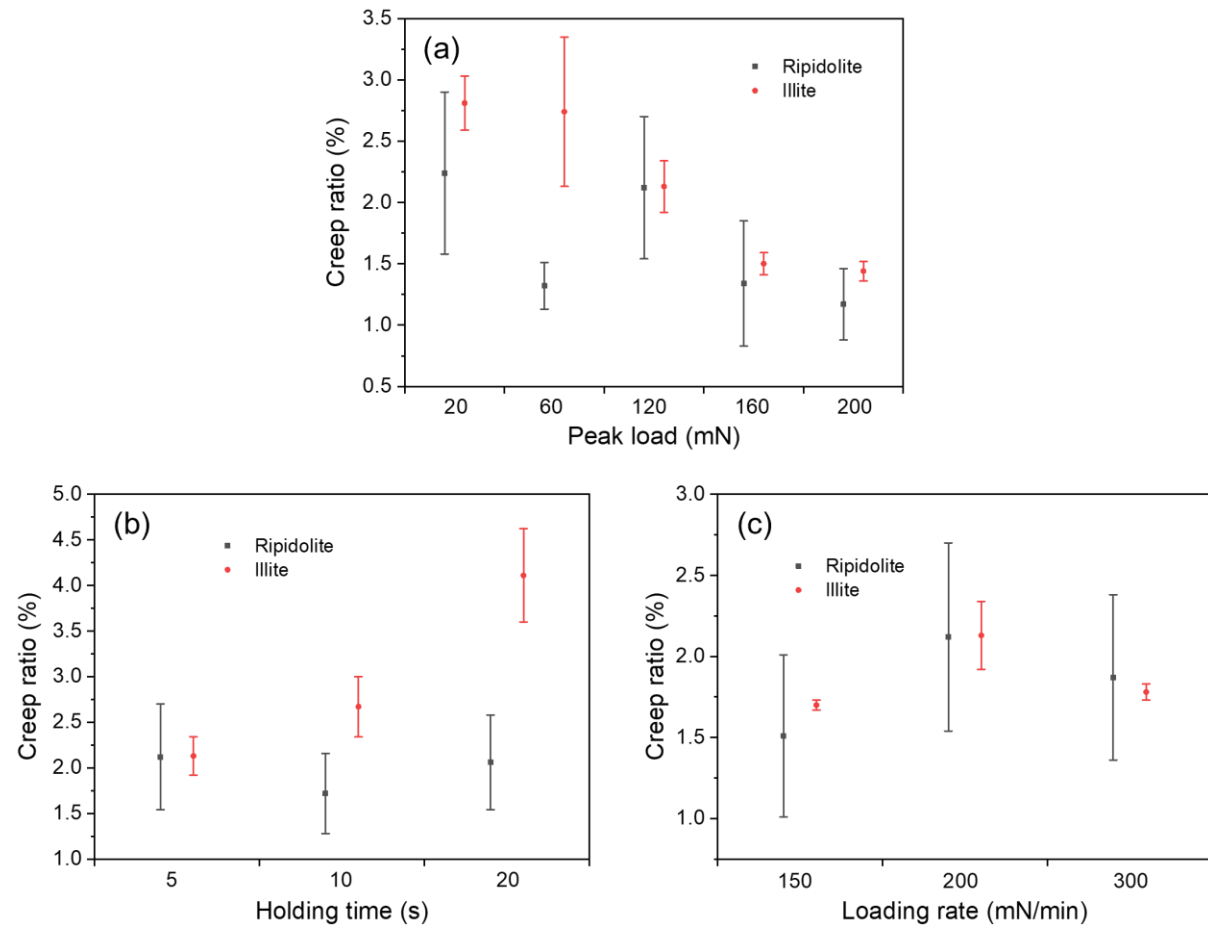 (a)
Ripidolite
Illite
3.5
3.0
2.5
2.0
1.5
1.0
0.5
Creep ratio (%)
20 60 120 160 200
Peak load (mN)
(b)
Ripidolite
Illite
5.0
4.5
4.0
3.5
3.0
2.5
2.0
1.5
1.0
Creep ratio (%)
5 10 20
Holding time (s)
(c)
Ripidolite
Illite
3.0
2.5
2.0
1.5
1.0
Creep ratio (%)
150 200 300
Loading rate (mN/min)